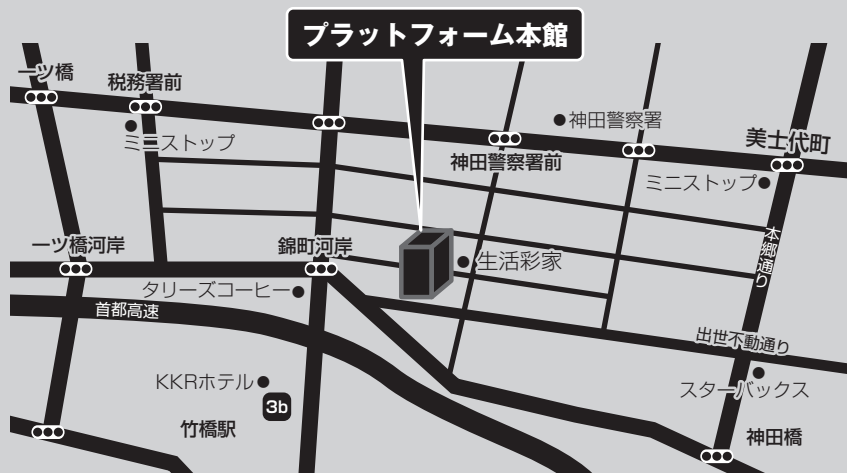 プラットフォーム本館
一ツ橋
税務署前
神田警察署
ミニストップ
神田警察署前
美土代町
ミニストップ
本郷通り
一ツ橋河岸
錦町河岸
生活彩家
タリーズコーヒー
首都高速
出世不動通り
KKRホテル
スターバックス
3b
竹橋駅
神田橋